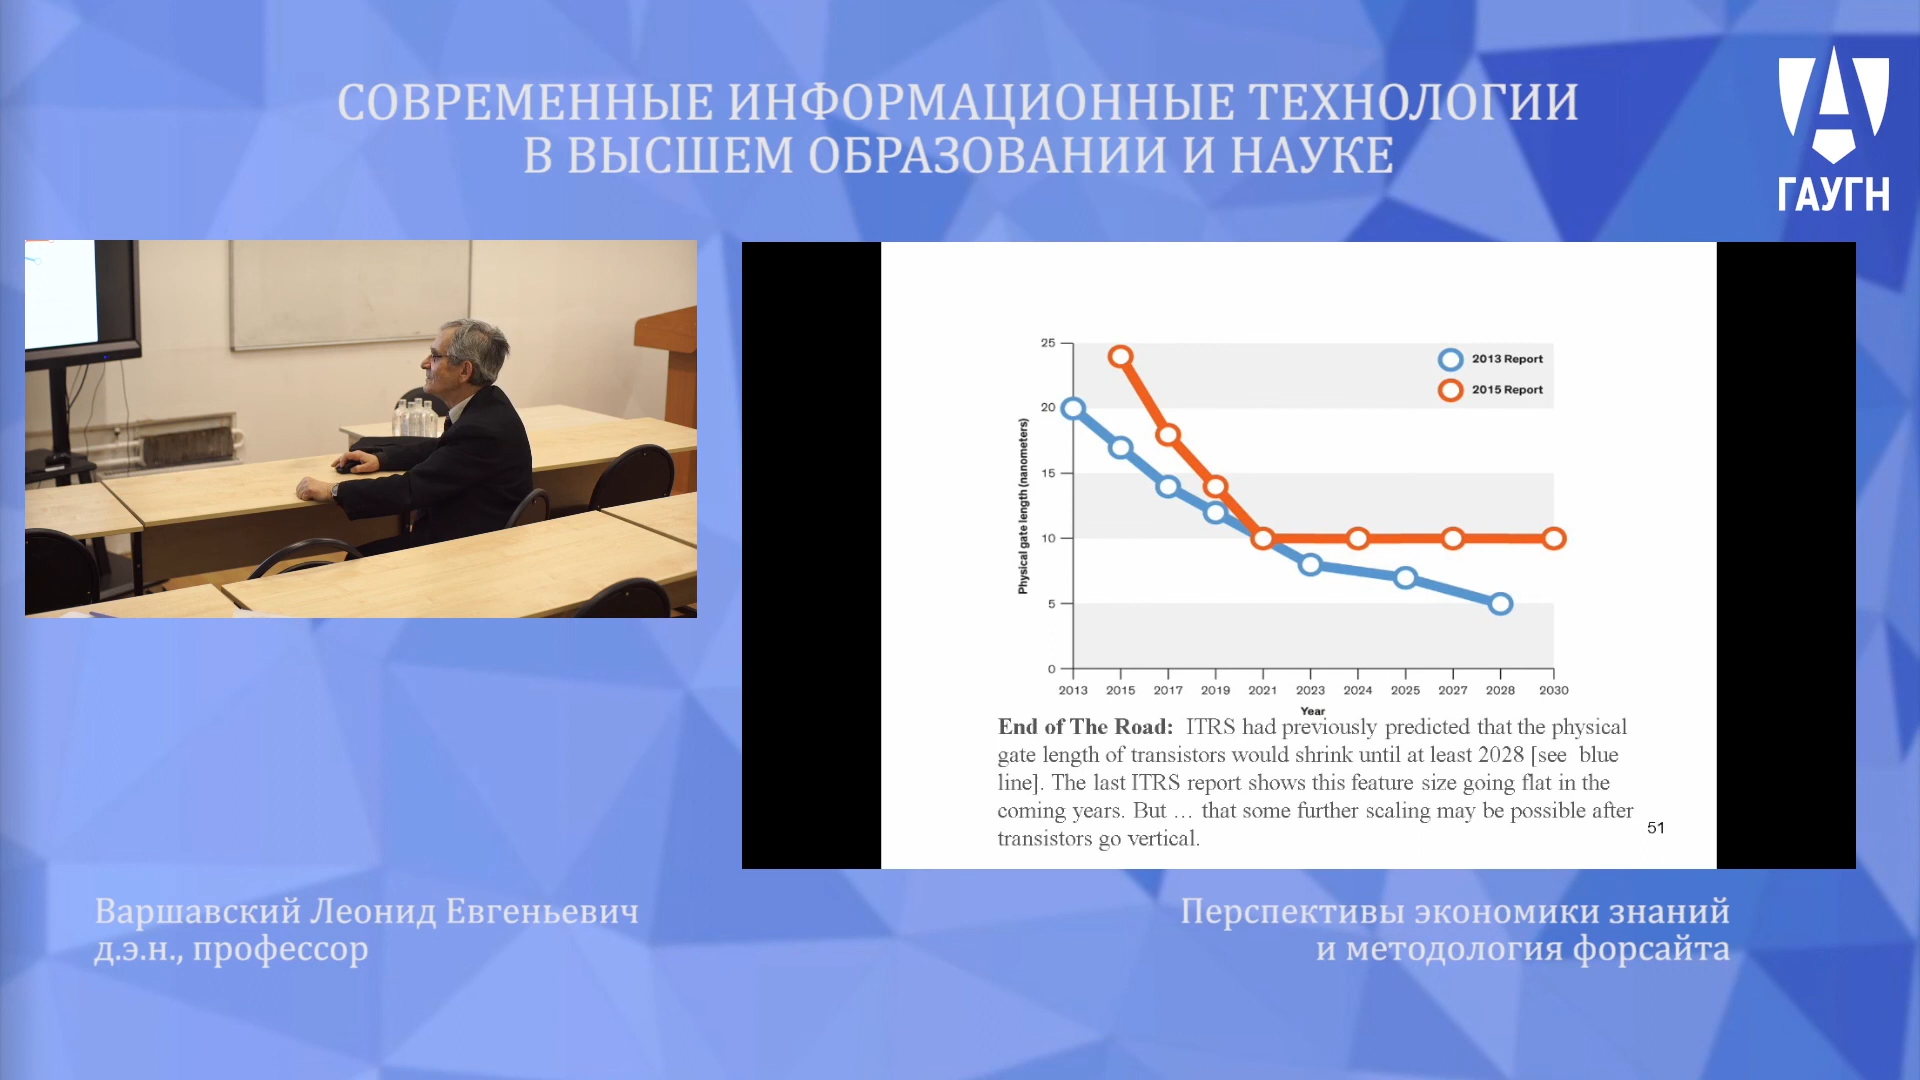 СОВРЕМЕННЫЕ ИНФОРМАЦИОННЫЕ ТЕХНОЛОГИИ
В ВЫСШЕМ ОБРАЗОВАНИИ И НАУКЕ
ГАУГН
25
20
15
10
5
0
Physical gate length (nanometers)
2013 Report
2015 Report
2013 2015 2017 2019 2021 2023 2024 2025 2027 2028 2030
Year
End of The Road: ITRS had previously predicted that the physical
gate length of transistors would shrink until at least 2028 [see blue
line]. The last ITRS report shows this feature size going flat in the
coming years. But … that some further scaling may be possible after
transistors go vertical.
51
Варшавский Леонид Евгеньевич
д.э.н., профессор
Перспективы экономики знаний
и методология форсайта